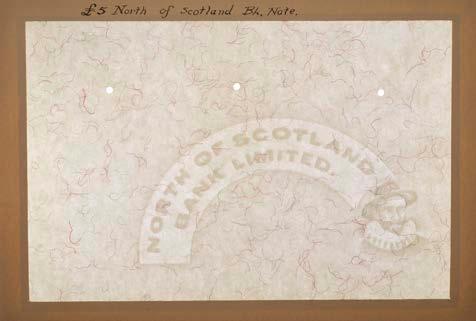 £5 North of Scotland Bk. Note.
NORTH OF SCOTLAND
BANK LIMITED.